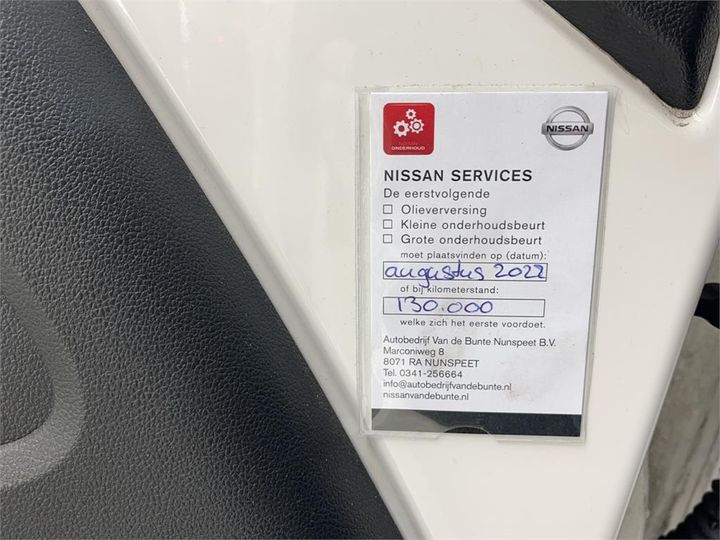 NISSAN
ONDERHOUD
NISSAN
NISSAN SERVICES
De eerstvolgende
☐ Olieverversing
☐ Kleine onderhoudsbeurt
☐ Grote onderhoudsbeurt
moet plaatsvinden op (datum):
augustus 2022
of bij kilometerstand:
130.000
welke zich het eerste voordoet.
Autobedrijf Van de Bunte Nunspeet B.V.
Marconiweg 8
8071 RA NUNSPEET
Tel. 0341-256664
info@autobedrijfvandebunte.nl
nissanvandebunte.nl